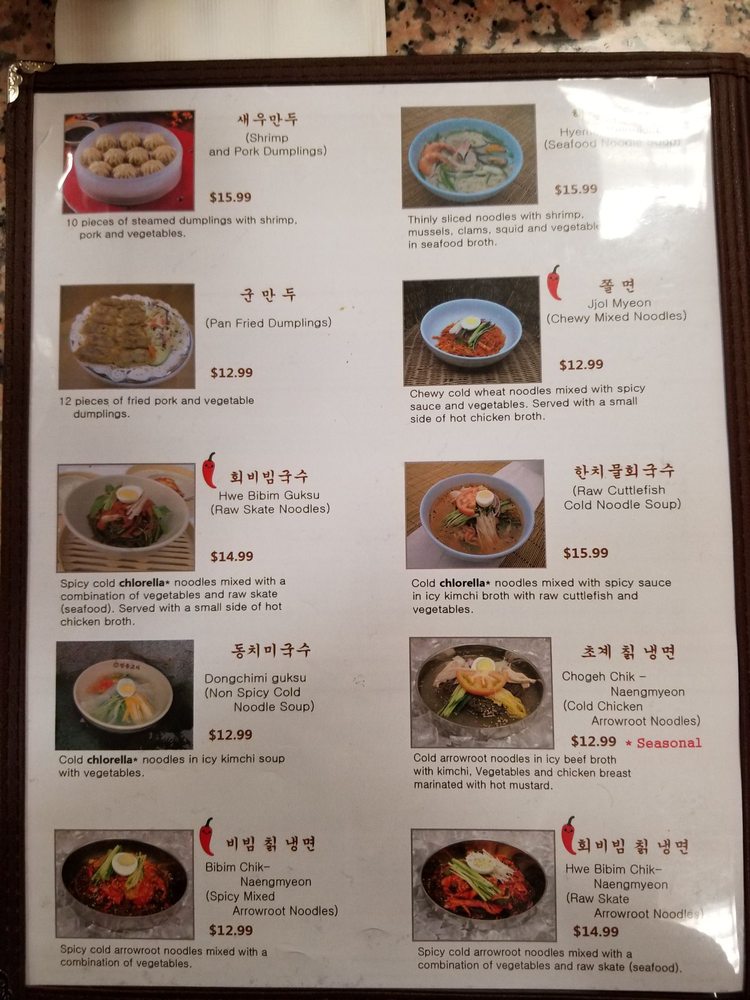 새우만두
(Shrimp
and Pork Dumplings)
$15.99
10 pieces of steamed dumplings with shrimp,
pork and vegetables.
(Seafood Noodle Soup)
$15.99
Thinly sliced noodles with shrimp,
mussels, clams, squid and vegetable
in seafood broth.
군만두
(Pan Fried Dumplings)
$12.99
12 pieces of fried pork and vegetable
dumplings.
쫄면
Jjol Myeon
(Chewy Mixed Noodles)
$12.99
Chewy cold wheat noodles mixed with spicy
sauce and vegetables. Served with a small
side of hot chicken broth.
회비빔국수
Hwe Bibim Guksu
(Raw Skate Noodles)
$14.99
Spicy cold chlorella* noodles mixed with a
combination of vegetables and raw skate
(seafood). Served with a small side of hot
chicken broth.
한치물회국수
(Raw Cuttlefish
Cold Noodle Soup)
$15.99
Cold chlorella* noodles mixed with spicy sauce
in icy kimchi broth with raw cuttlefish and
vegetables.
동치미국수
Dongchimi guksu
(Non Spicy Cold
Noodle Soup)
$12.99
Cold chlorella* noodles in icy kimchi soup
with vegetables.
초계 칡 냉면
Chogeh Chik -
Naengmyeon
(Cold Chicken
Arrowroot Noodles)
$12.99 * Seasonal
Cold arrowroot noodles in icy beef broth
with kimchi, Vegetables and chicken breast
marinated with hot mustard.
비빔 칡 냉면
Bibim Chik-
Naengmyeon
(Spicy Mixed
Arrowroot Noodles)
$12.99
Spicy cold arrowroot noodles mixed with a
combination of vegetables.
회비빔 칡 냉면
Hwe Bibim Chik-
Naengmyeon
(Raw Skate
Arrowroot Noodles)
$14.99
Spicy cold arrowroot noodles mixed with a
combination of vegetables and raw skate (seafood).